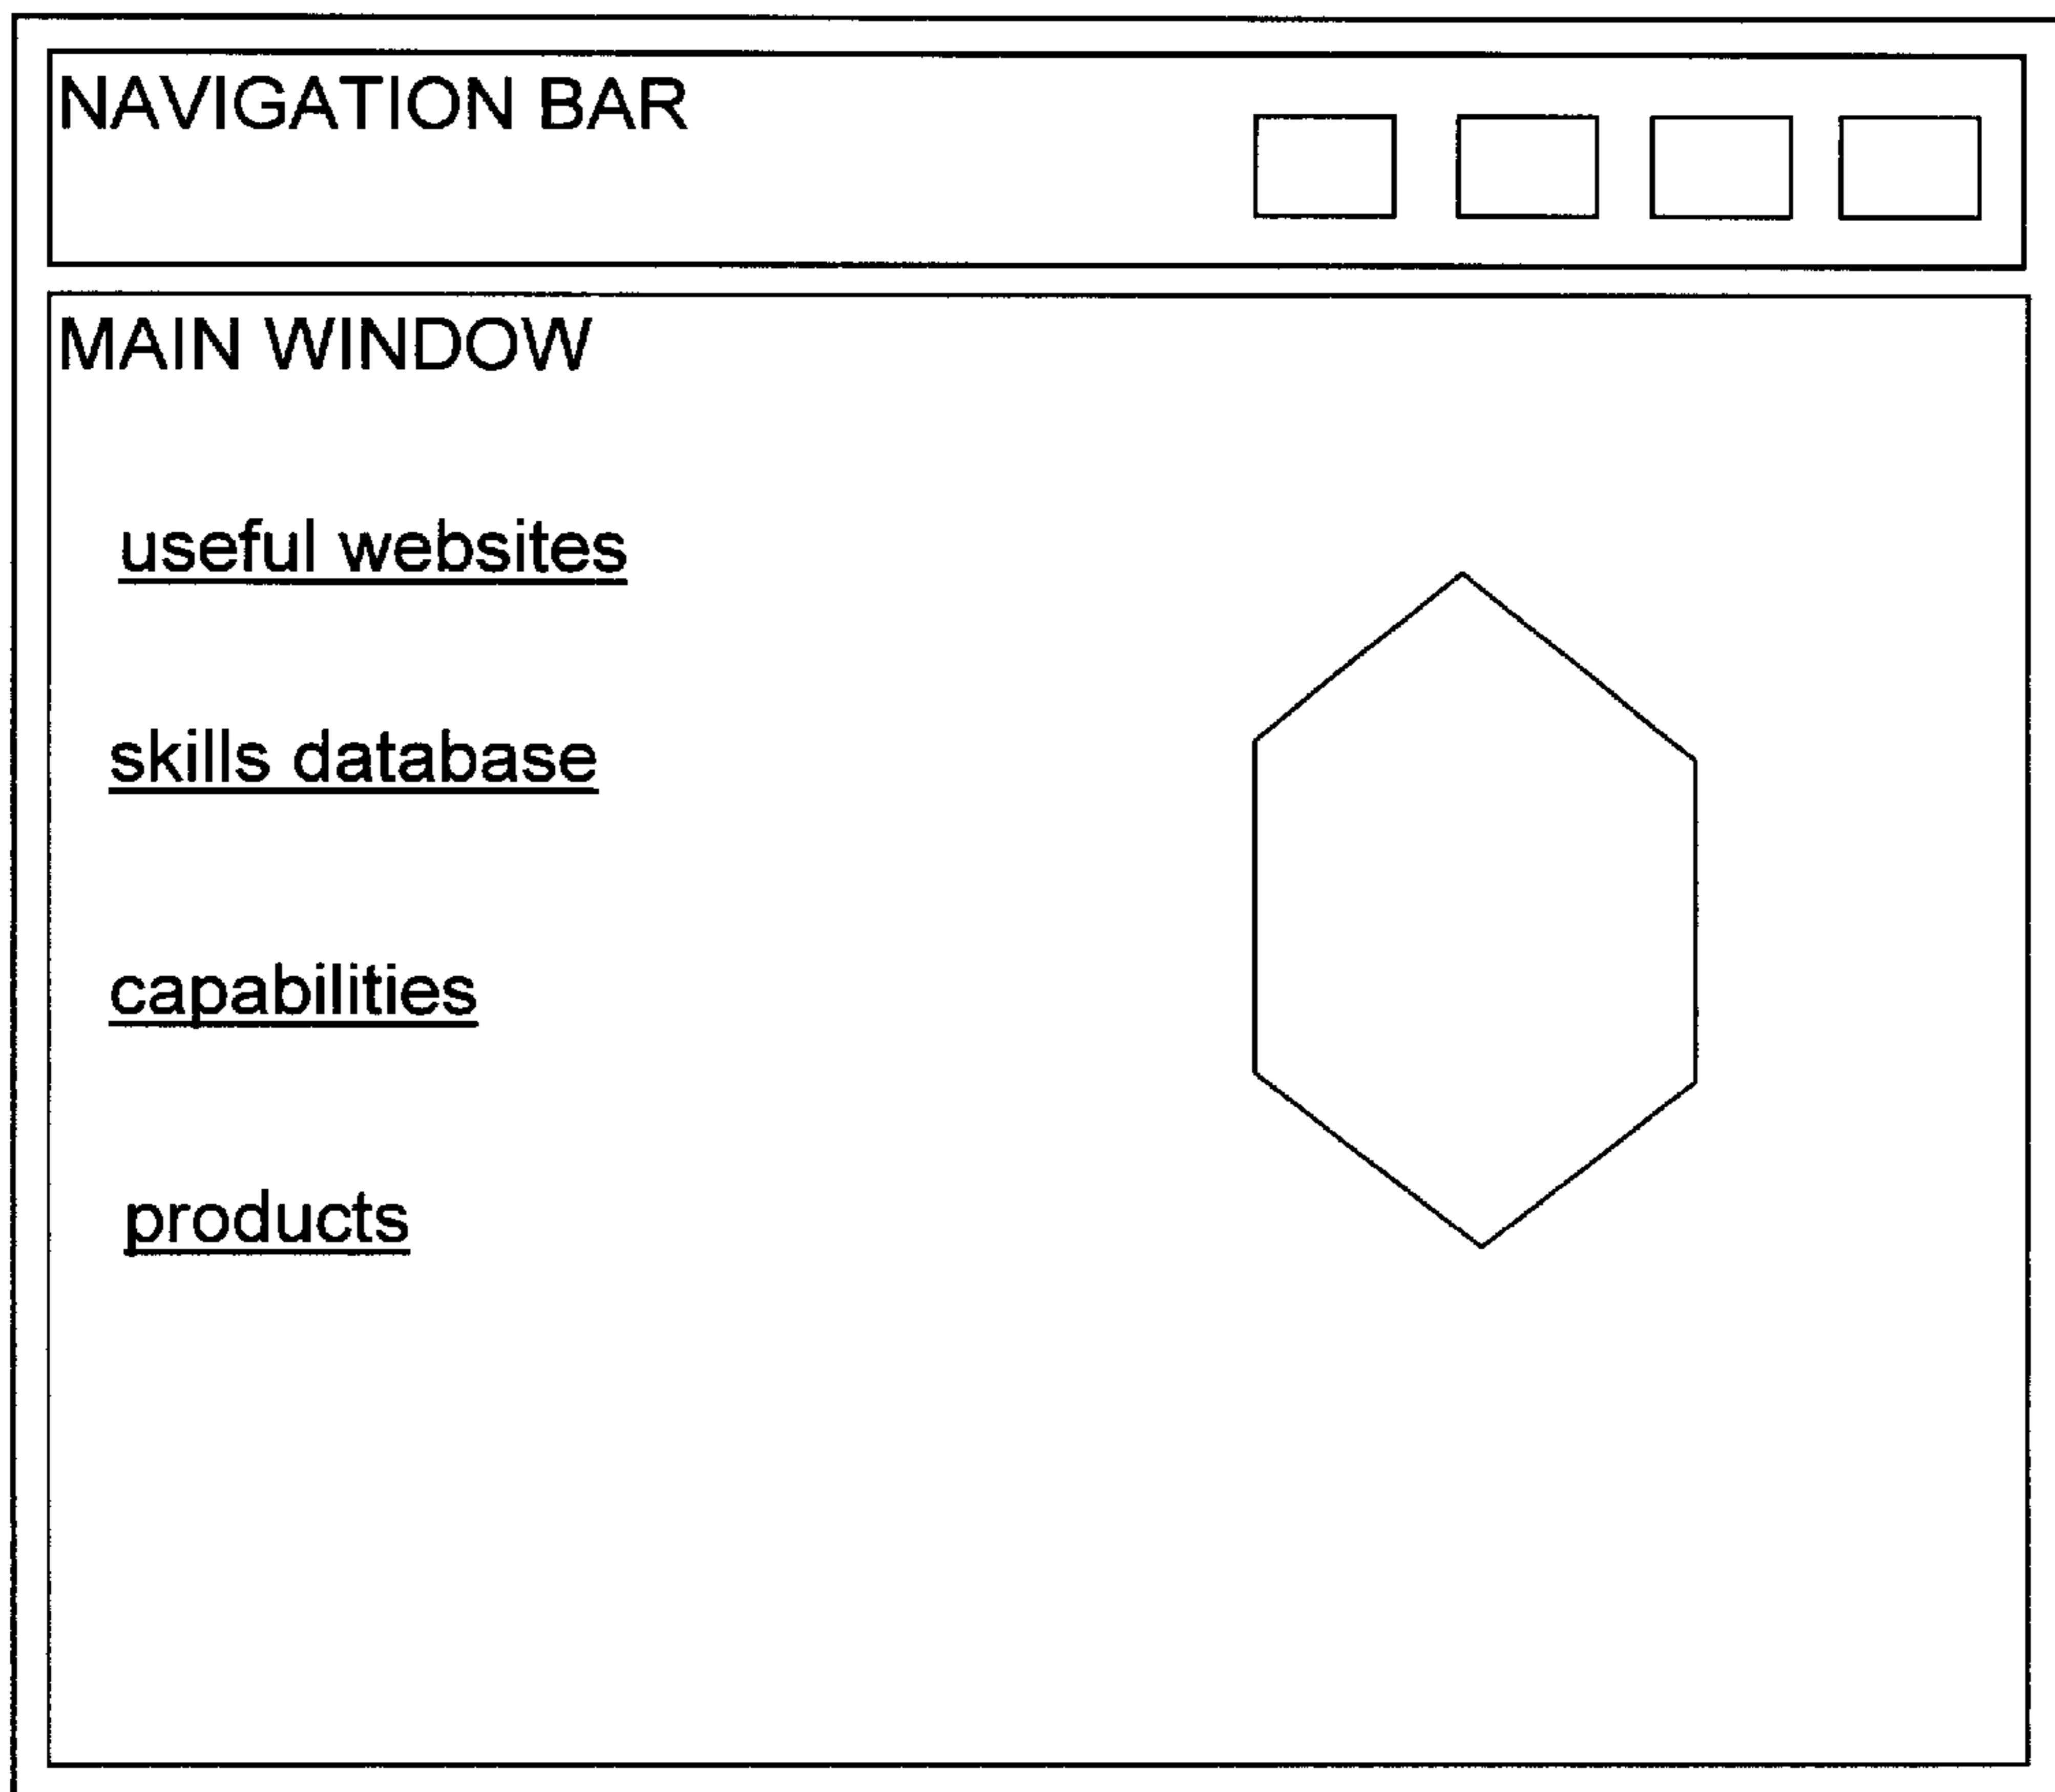 NAVIGATION BAR
MAIN WINDOW
useful websites
skills database
capabilities
products